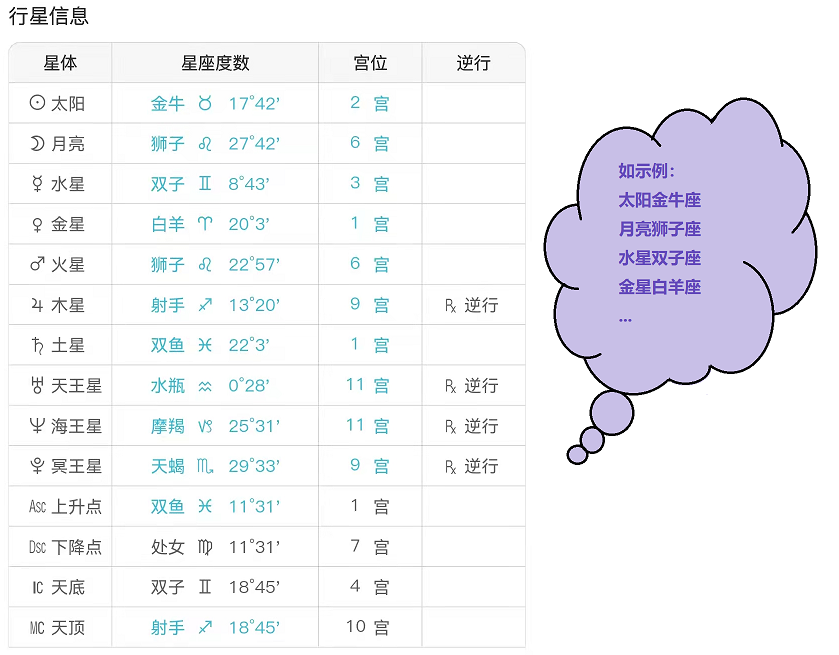 行星信息
星体 星座度数 宫位 逆行
☉ 太阳 金牛 ♉ 17°42’ 2 宫
☽ 月亮 狮子 ♌ 27°42’ 6 宫
☿ 水星 双子 ♊ 8°43’ 3 宫
♀ 金星 白羊 ♈ 20°3’ 1 宫
♂ 火星 狮子 ♌ 22°57’ 6 宫
♃ 木星 射手 ♐ 13°20’ 9 宫 ℞ 逆行
♄ 土星 双鱼 ♓ 22°3’ 1 宫
♅ 天王星 水瓶 ♒ 0°28’ 11 宫 ℞ 逆行
♆ 海王星 摩羯 ♑ 25°31’ 11 宫 ℞ 逆行
♇ 冥王星 天蝎 ♏ 29°33’ 9 宫 ℞ 逆行
Asc 上升点 双鱼 ♓ 11°31’ 1 宫
Dsc 下降点 处女 ♍ 11°31’ 7 宫
IC 天底 双子 ♊ 18°45’ 4 宫
MC 天顶 射手 ♐ 18°45’ 10 宫
如示例：
太阳金牛座
月亮狮子座
水星双子座
金星白羊座
...